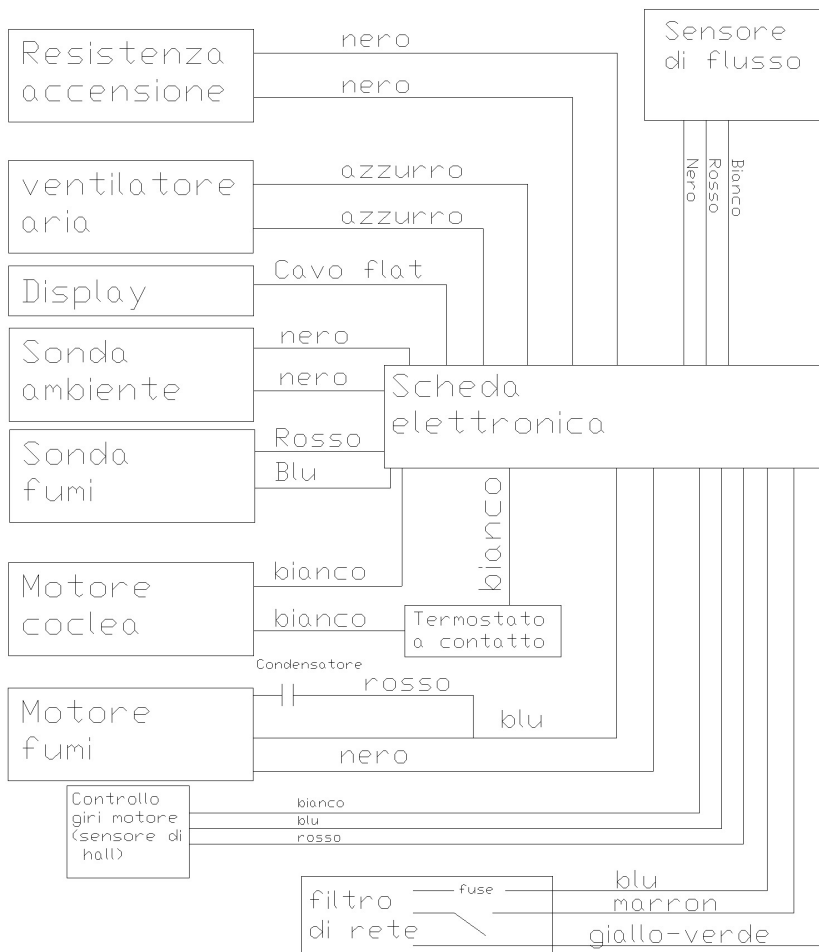 Resistenza
accensione
nero
nero
Sensore
di flusso
Nero
Rosso
Bianco
ventilatore
aria
azzurro
azzurro
Display
Cavo flat
Sonda
ambiente
nero
nero
Scheda
elettronica
Sonda
fumi
Rosso
Blu
bianco
Motore
coclea
bianco
bianco
Termostato
a contatto
Condensatore
Motore
fumi
rosso
blu
nero
Controllo
giri motore
(sensore di
hall)
bianco
blu
rosso
filtro
di rete
fuse
blu
marron
giallo-verde